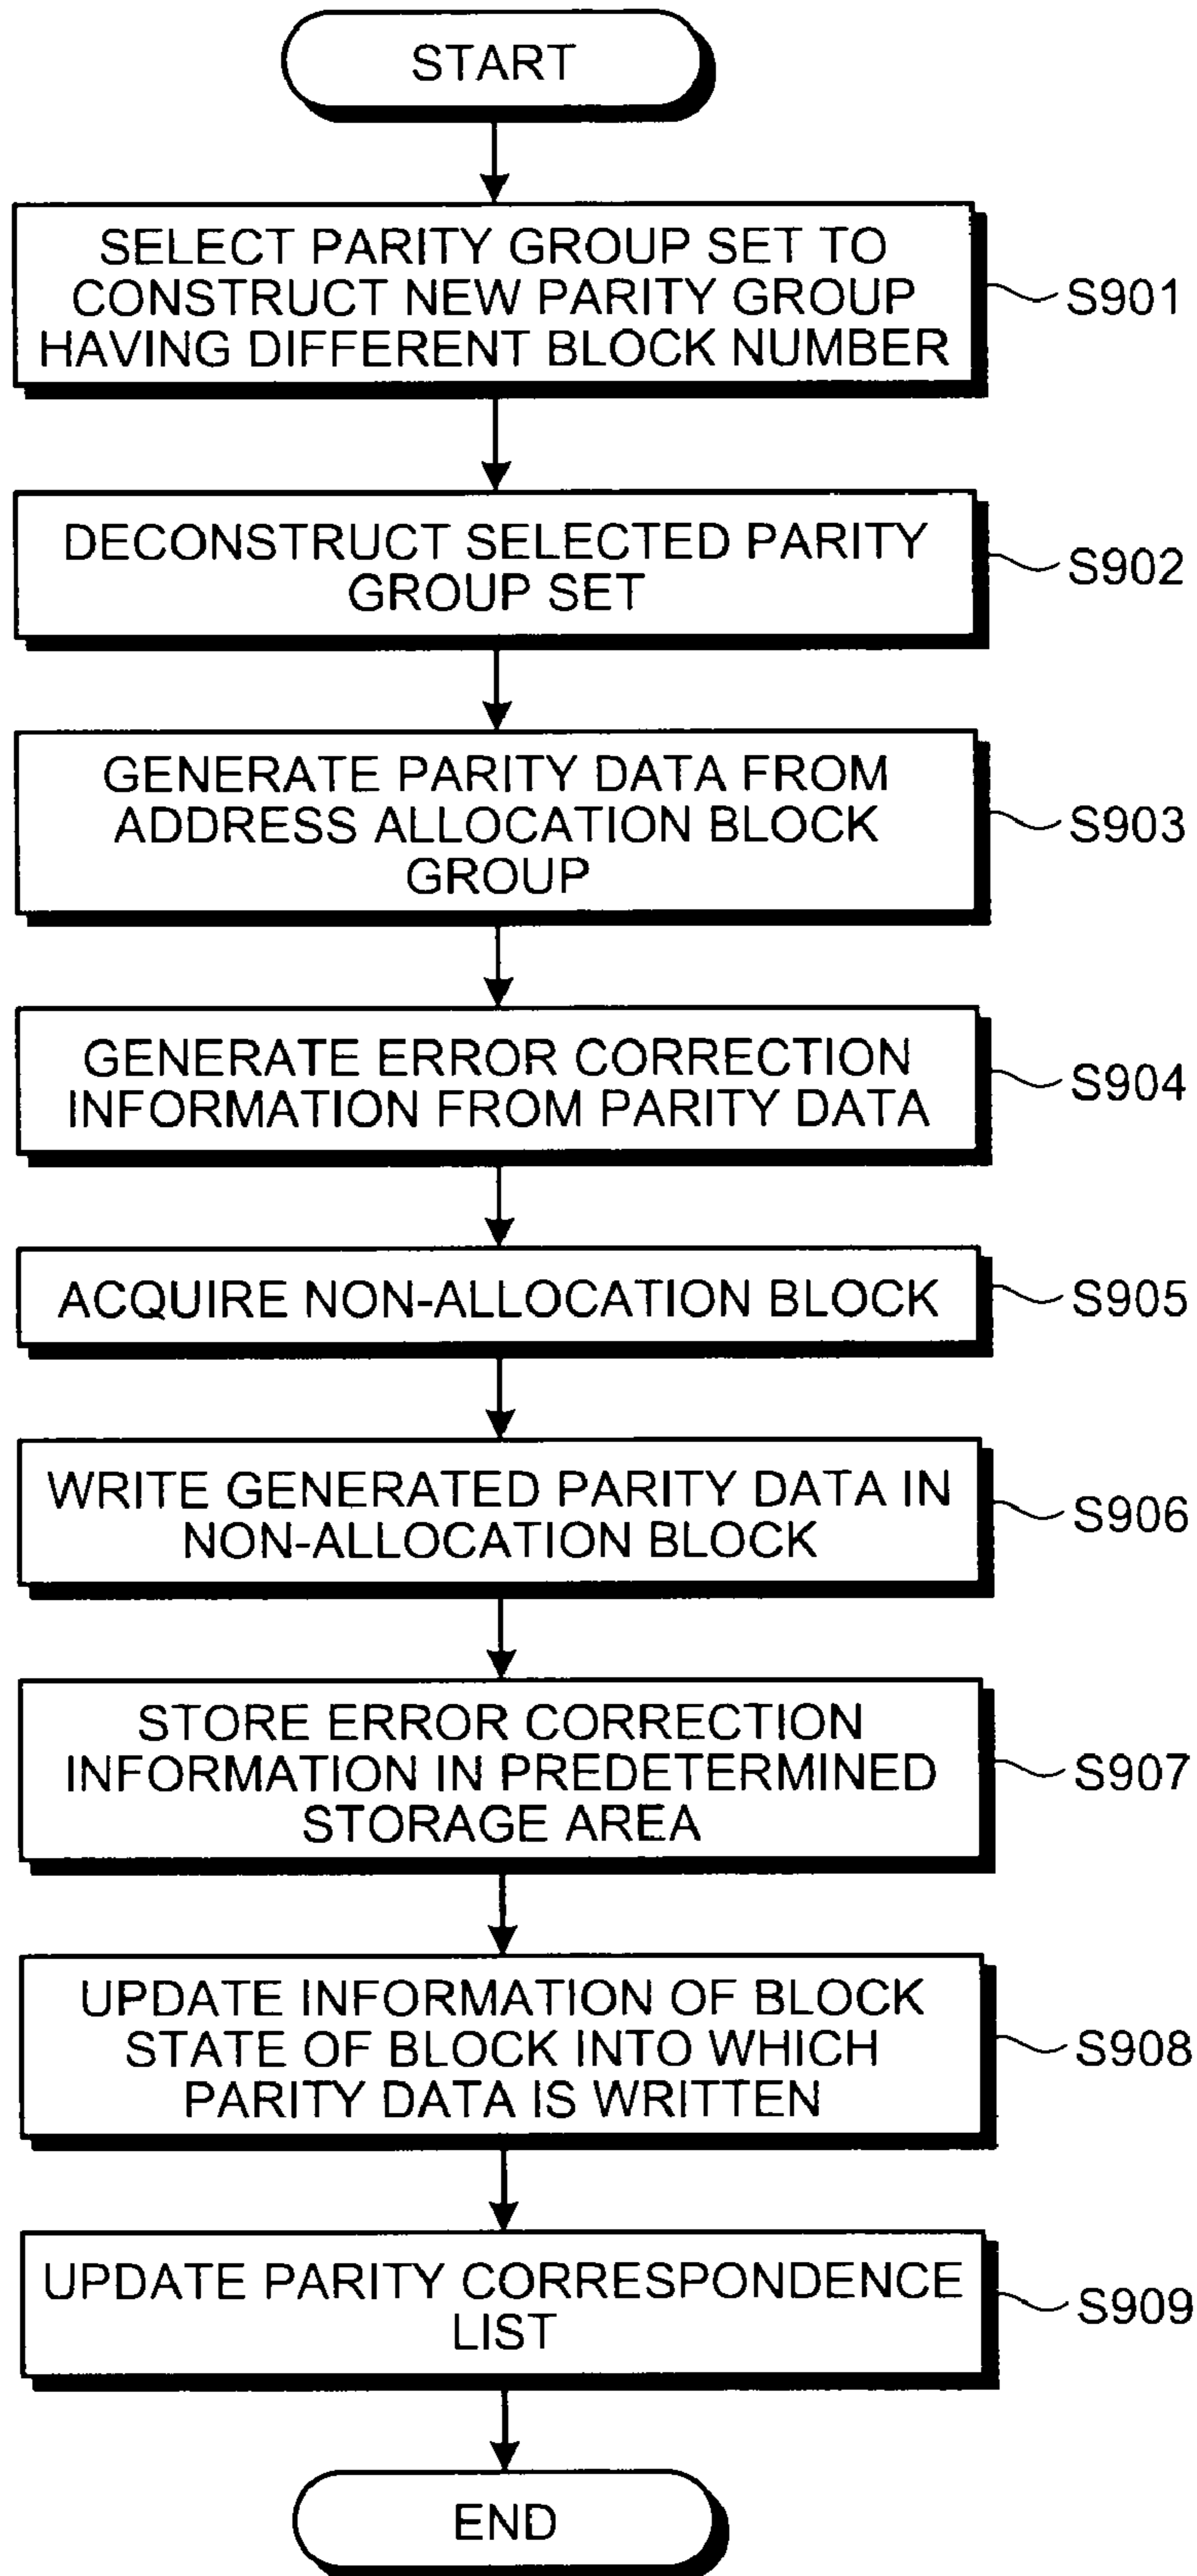 START
SELECT PARITY GROUP SET TO
CONSTRUCT NEW PARITY GROUP
HAVING DIFFERENT BLOCK NUMBER
S901
DECONSTRUCT SELECTED PARITY
GROUP SET
S902
GENERATE PARITY DATA FROM
ADDRESS ALLOCATION BLOCK
GROUP
S903
GENERATE ERROR CORRECTION
INFORMATION FROM PARITY DATA
S904
ACQUIRE NON-ALLOCATION BLOCK
S905
WRITE GENERATED PARITY DATA IN
NON-ALLOCATION BLOCK
S906
STORE ERROR CORRECTION
INFORMATION IN PREDETERMINED
STORAGE AREA
S907
UPDATE INFORMATION OF BLOCK
STATE OF BLOCK INTO WHICH
PARITY DATA IS WRITTEN
S908
UPDATE PARITY CORRESPONDENCE
LIST
S909
END